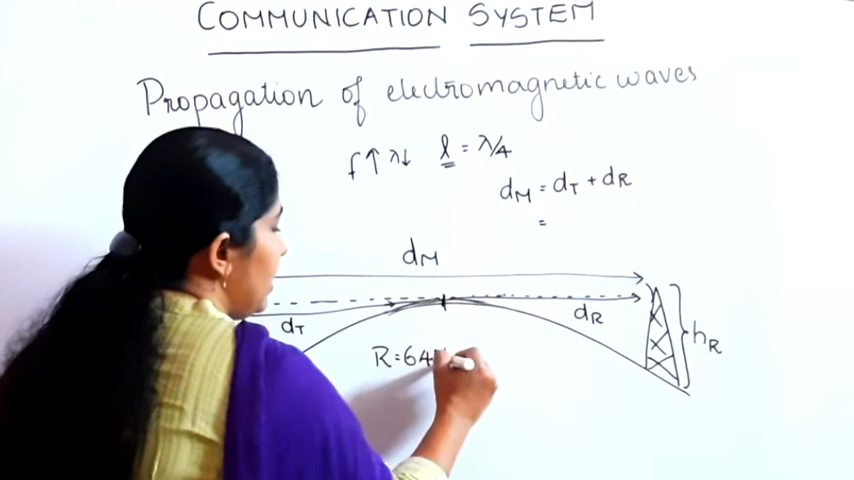 COMMUNICATION SYSTEM
Propagation of electromagnetic waves
f↑ λ↓ l = λ/4
dM = dT + dR
=
dM
dT
dR
hR
R=64